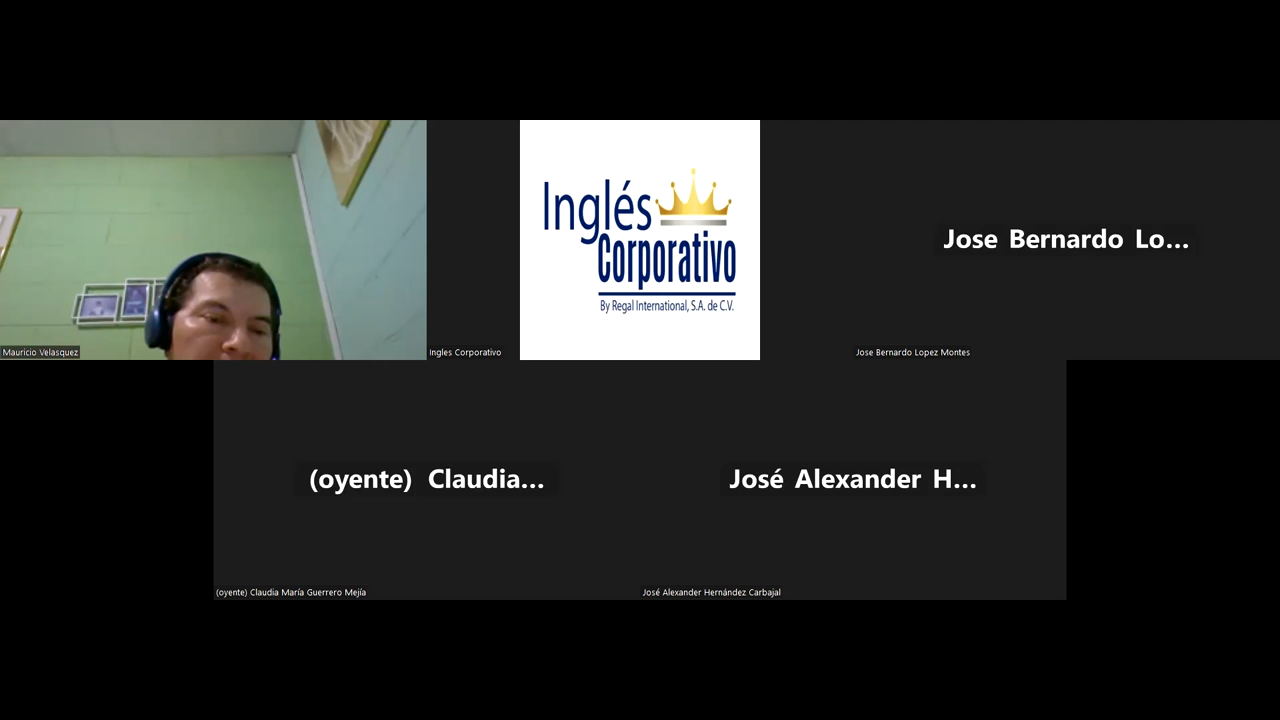 Inglés
Corporativo
By Regal International, S.A. de C.V.
Jose Bernardo Lo...
Mauricio Velasquez
Ingles Corporativo
Jose Bernardo Lopez Montes
(oyente) Claudia...
José Alexander H...
(oyente) Claudia María Guerrero Mejía
José Alexander Hernández Carbajal